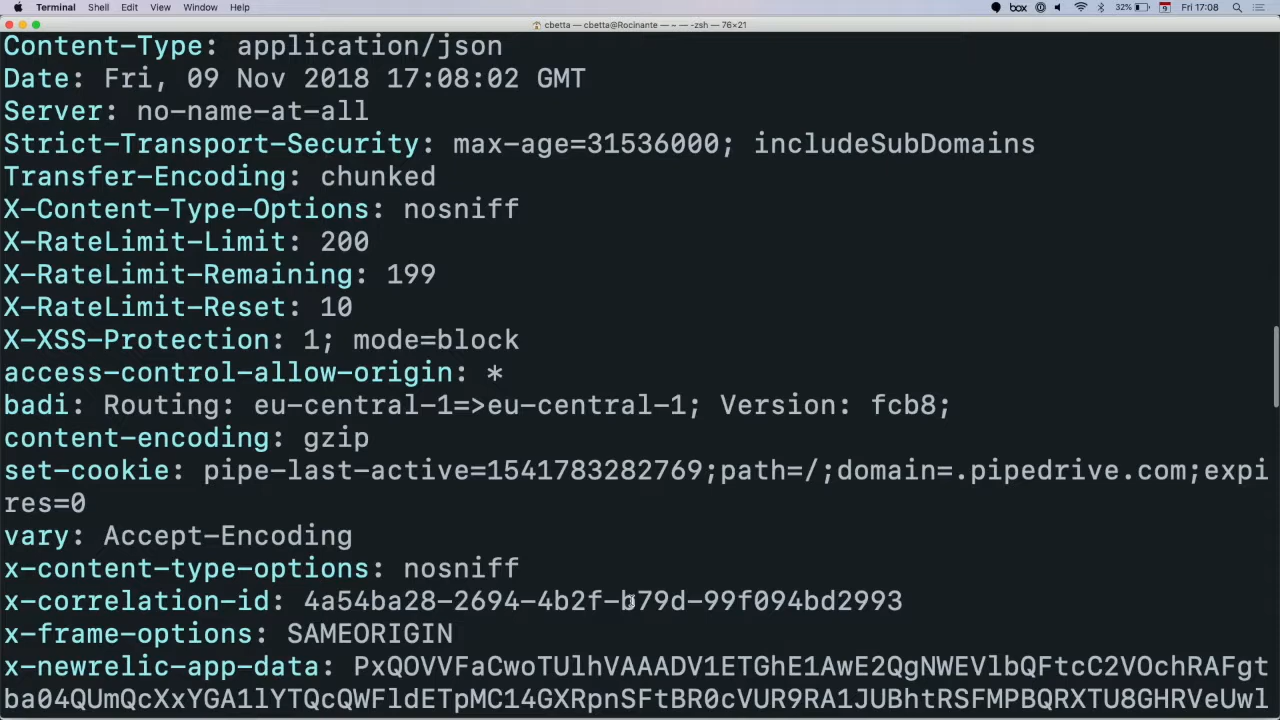 Terminal Shell Edit View Window Help box 32% 9 Fri 17:08
cbetta — cbetta@Rocinante — ~ — -zsh — 76×21
Content-Type: application/json
Date: Fri, 09 Nov 2018 17:08:02 GMT
Server: no-name-at-all
Strict-Transport-Security: max-age=31536000; includeSubDomains
Transfer-Encoding: chunked
X-Content-Type-Options: nosniff
X-RateLimit-Limit: 200
X-RateLimit-Remaining: 199
X-RateLimit-Reset: 10
X-XSS-Protection: 1; mode=block
access-control-allow-origin: *
badi: Routing: eu-central-1=>eu-central-1; Version: fcb8;
content-encoding: gzip
set-cookie: pipe-last-active=1541783282769;path=/;domain=.pipedrive.com;expi
res=0
vary: Accept-Encoding
x-content-type-options: nosniff
x-correlation-id: 4a54ba28-2694-4b2f-b79d-99f094bd2993
x-frame-options: SAMEORIGIN
x-newrelic-app-data: PxQOVVFaCwoTUlhVAAADV1ETGhE1AwE2QgNWEVlbQFtcC2VOchRAFgt
ba04QUmQcXxYGA1lYTQcQWFldETpMC14GXRpnSFtBR0cVUR9RA1JUBhtRSFMPBQRXTU8GHRVeUwl